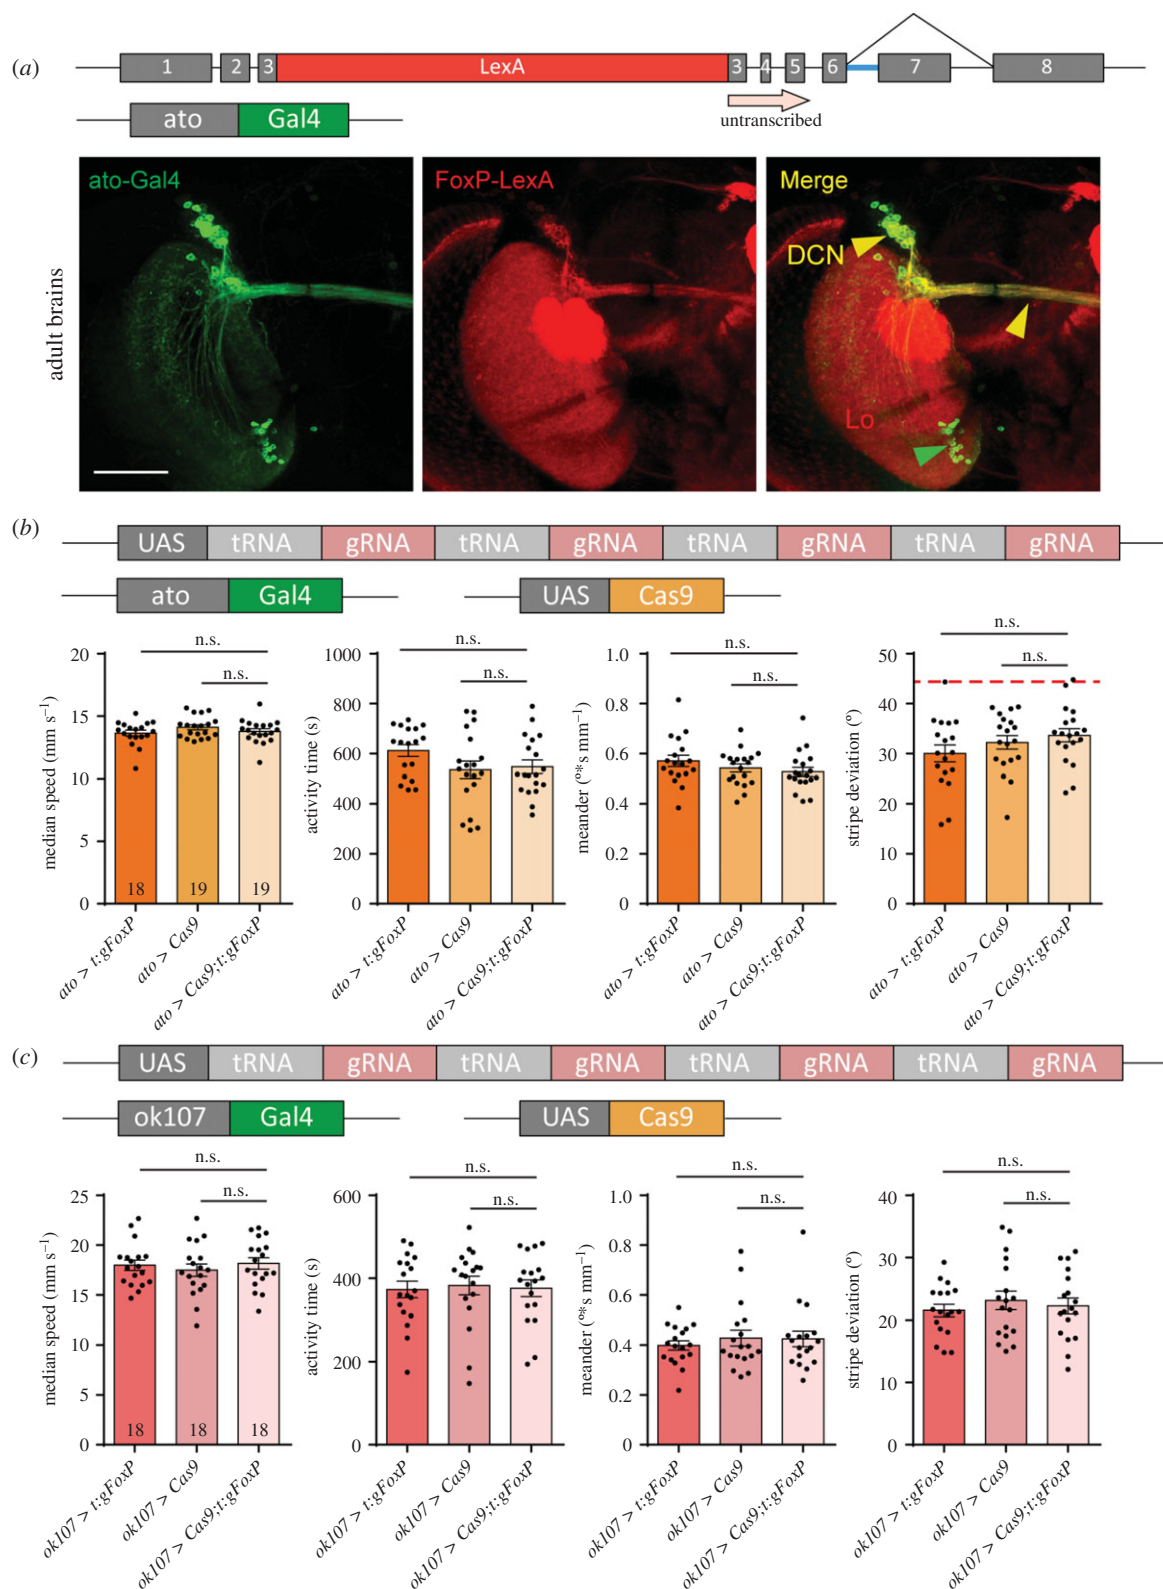 (a)
1 2 3 LexA 3 4 5 6 7 8
ato Gal4
untranscribed
adult brains
ato-Gal4
FoxP-LexA
Merge
DCN
Lo
(b)
UAS tRNA gRNA tRNA gRNA tRNA gRNA tRNA gRNA
ato Gal4
UAS Cas9
median speed (mm s⁻¹)
20
15
10
5
0
n.s.
n.s.
18 19 19
ato > t:gFoxP
ato > Cas9
ato > Cas9;t:gFoxP
activity time (s)
1000
800
600
400
200
0
n.s.
n.s.
ato > t:gFoxP
ato > Cas9
ato > Cas9;t:gFoxP
meander (°*s mm⁻¹)
1.0
0.8
0.6
0.4
0.2
0
n.s.
n.s.
ato > t:gFoxP
ato > Cas9
ato > Cas9;t:gFoxP
stripe deviation (°)
50
40
30
20
10
0
n.s.
n.s.
ato > t:gFoxP
ato > Cas9
ato > Cas9;t:gFoxP
(c)
UAS tRNA gRNA tRNA gRNA tRNA gRNA tRNA gRNA
ok107 Gal4
UAS Cas9
median speed (mm s⁻¹)
25
20
15
10
5
0
n.s.
n.s.
18 18 18
ok107 > t:gFoxP
ok107 > Cas9
ok107 > Cas9;t:gFoxP
activity time (s)
600
400
200
0
n.s.
n.s.
ok107 > t:gFoxP
ok107 > Cas9
ok107 > Cas9;t:gFoxP
meander (°*s mm⁻¹)
1.0
0.8
0.6
0.4
0.2
0
n.s.
n.s.
ok107 > t:gFoxP
ok107 > Cas9
ok107 > Cas9;t:gFoxP
stripe deviation (°)
40
30
20
10
0
n.s.
n.s.
ok107 > t:gFoxP
ok107 > Cas9
ok107 > Cas9;t:gFoxP